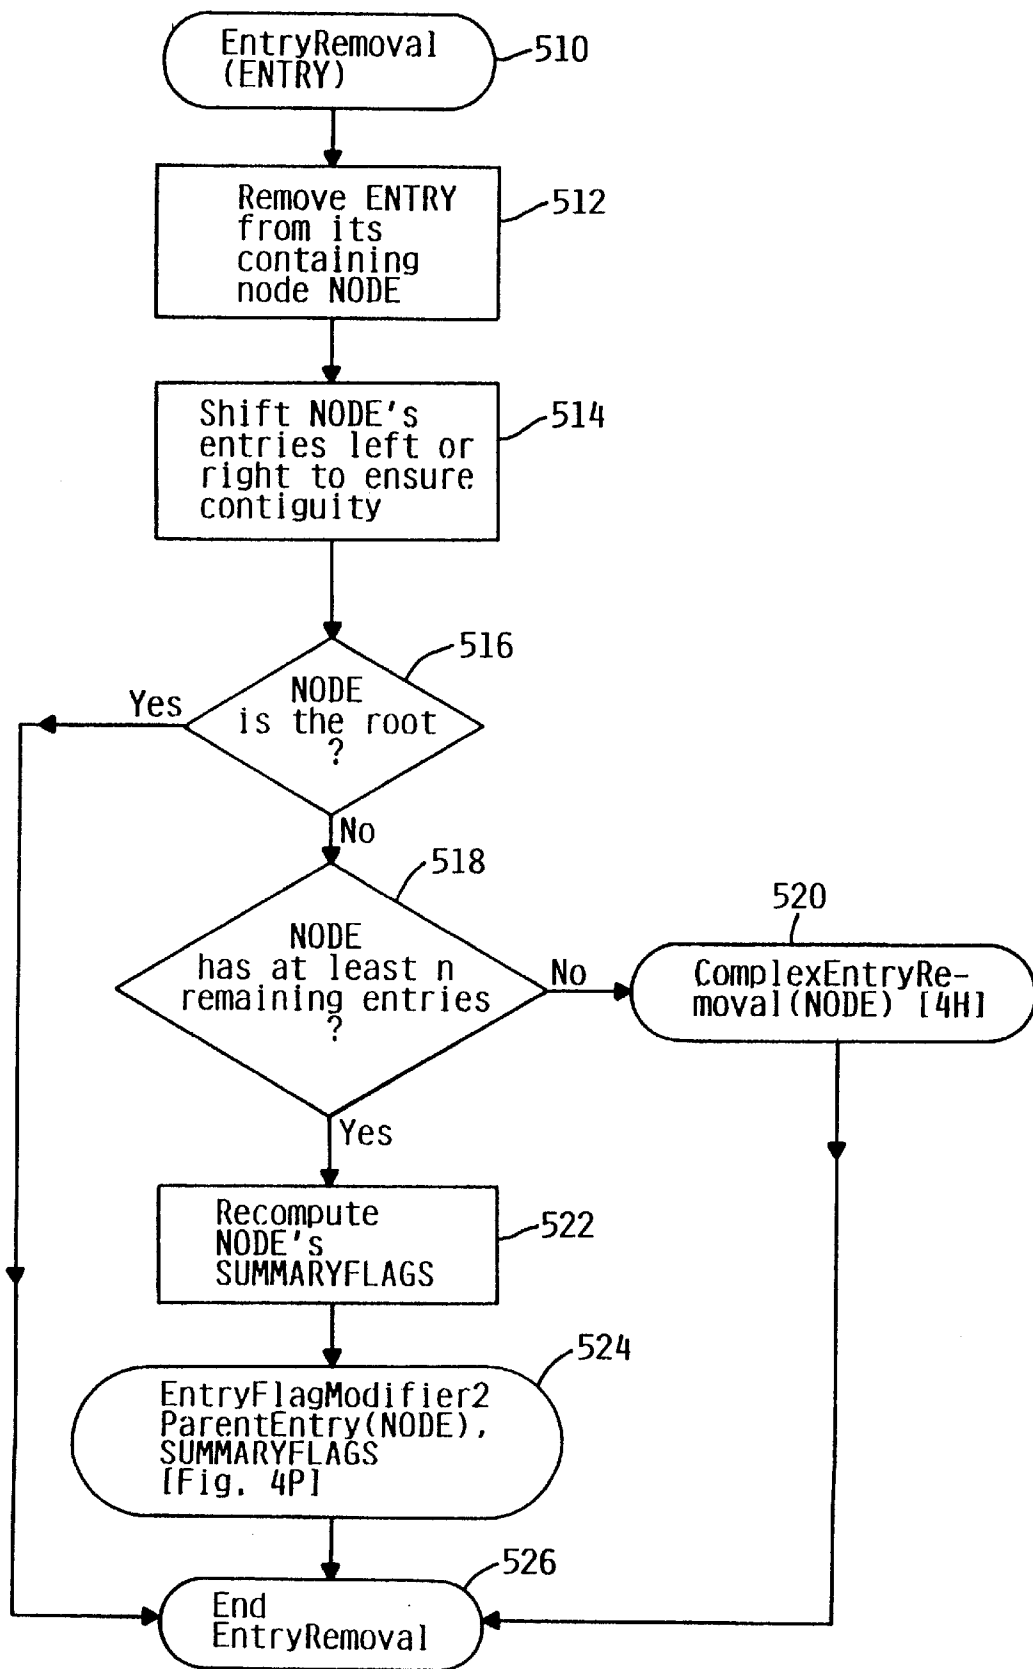 EntryRemoval
(ENTRY)
510
Remove ENTRY
from its
containing
node NODE
512
Shift NODE's
entries left or
right to ensure
contiguity
514
516
NODE
is the root
?
Yes
No
518
NODE
has at least n
remaining entries
?
No
Yes
520
ComplexEntryRe-
moval(NODE) [4H]
Recompute
NODE's
SUMMARYFLAGS
522
524
EntryFlagModifier2
ParentEntry(NODE),
SUMMARYFLAGS
[Fig. 4P]
526
End
EntryRemoval